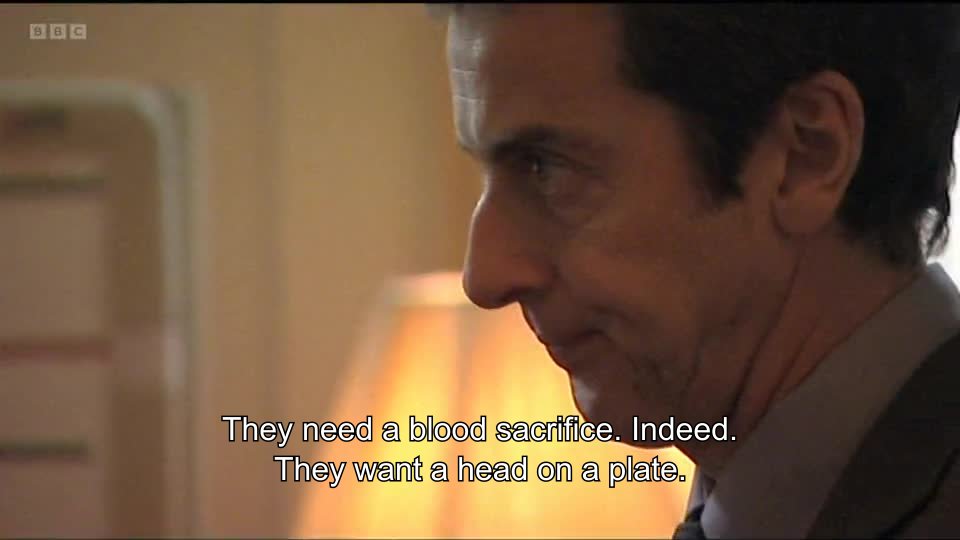 BBC
They need a blood sacrifice. Indeed.
They want a head on a plate.